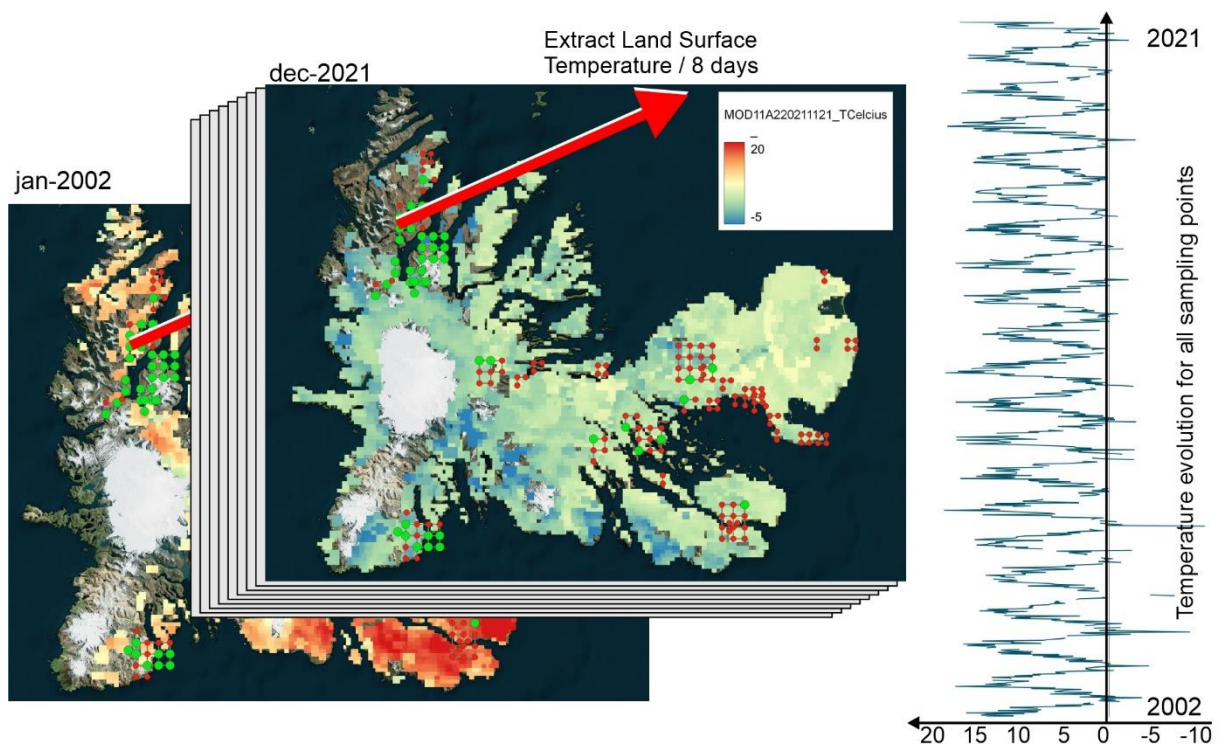 Extract Land Surface
Temperature / 8 days
dec-2021
jan-2002
MOD11A220211121_TCelcius
20
-5
2021
Temperature evolution for all sampling points
2002
20 15 10 5 0 -5 -10